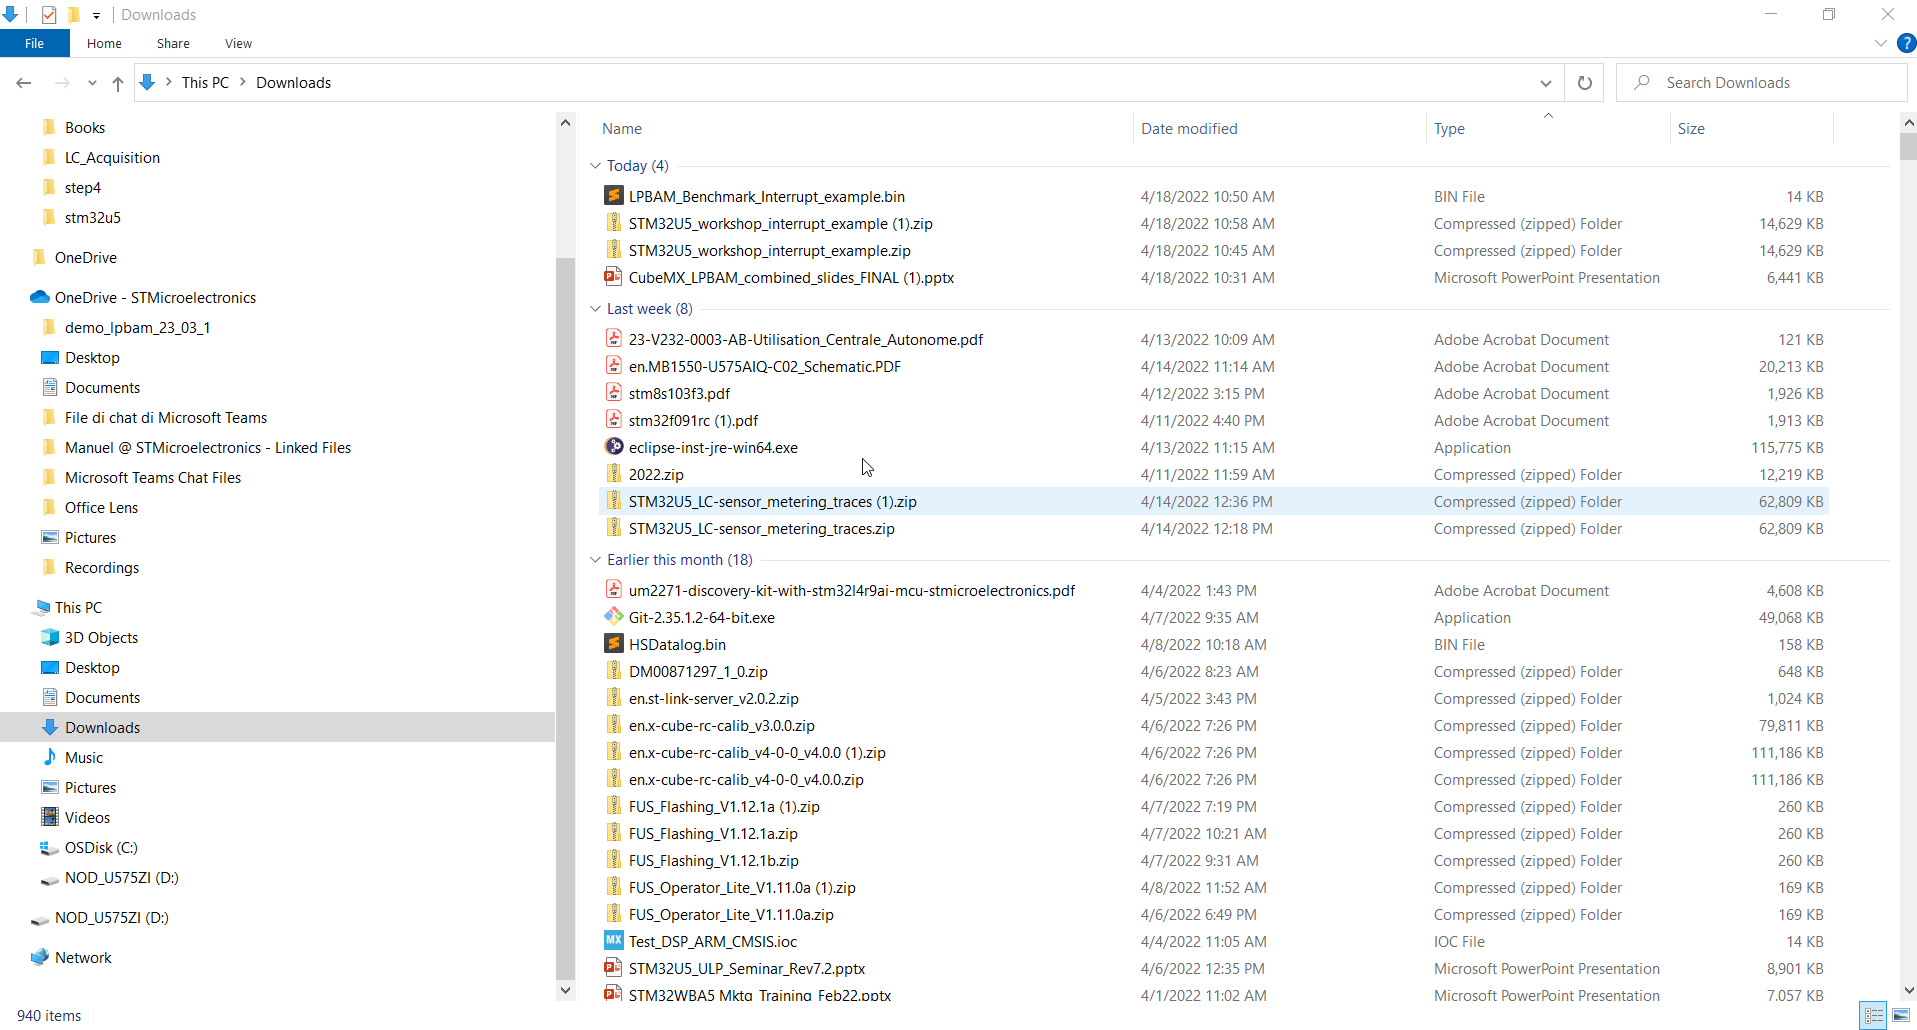 Downloads
File Home Share View
This PC Downloads Search Downloads
Books
LC_Acquisition
step4
stm32u5
OneDrive
OneDrive - STMicroelectronics
demo_lpbam_23_03_1
Desktop
Documents
File di chat di Microsoft Teams
Manuel @ STMicroelectronics - Linked Files
Microsoft Teams Chat Files
Office Lens
Pictures
Recordings
This PC
3D Objects
Desktop
Documents
Downloads
Music
Pictures
Videos
OSDisk (C:)
NOD_U575ZI (D:)
NOD_U575ZI (D:)
Network
Name Date modified Type Size
Today (4)
LPBAM_Benchmark_Interrupt_example.bin 4/18/2022 10:50 AM BIN File 14 KB
STM32U5_workshop_interrupt_example (1).zip 4/18/2022 10:58 AM Compressed (zipped) Folder 14,629 KB
STM32U5_workshop_interrupt_example.zip 4/18/2022 10:45 AM Compressed (zipped) Folder 14,629 KB
CubeMX_LPBAM_combined_slides_FINAL (1).pptx 4/18/2022 10:31 AM Microsoft PowerPoint Presentation 6,441 KB
Last week (8)
23-V232-0003-AB-Utilisation_Centrale_Autonome.pdf 4/13/2022 10:09 AM Adobe Acrobat Document 121 KB
en.MB1550-U575AIQ-C02_Schematic.PDF 4/14/2022 11:14 AM Adobe Acrobat Document 20,213 KB
stm8s103f3.pdf 4/12/2022 3:15 PM Adobe Acrobat Document 1,926 KB
stm32f091rc (1).pdf 4/11/2022 4:40 PM Adobe Acrobat Document 1,913 KB
eclipse-inst-jre-win64.exe 4/13/2022 11:15 AM Application 115,775 KB
2022.zip 4/11/2022 11:59 AM Compressed (zipped) Folder 12,219 KB
STM32U5_LC-sensor_metering_traces (1).zip 4/14/2022 12:36 PM Compressed (zipped) Folder 62,809 KB
STM32U5_LC-sensor_metering_traces.zip 4/14/2022 12:18 PM Compressed (zipped) Folder 62,809 KB
Earlier this month (18)
um2271-discovery-kit-with-stm32l4r9ai-mcu-stmicroelectronics.pdf 4/4/2022 1:43 PM Adobe Acrobat Document 4,608 KB
Git-2.35.1.2-64-bit.exe 4/7/2022 9:35 AM Application 49,068 KB
HSDatalog.bin 4/8/2022 10:18 AM BIN File 158 KB
DM00871297_1_0.zip 4/6/2022 8:23 AM Compressed (zipped) Folder 648 KB
en.st-link-server_v2.0.2.zip 4/5/2022 3:43 PM Compressed (zipped) Folder 1,024 KB
en.x-cube-rc-calib_v3.0.0.zip 4/6/2022 7:26 PM Compressed (zipped) Folder 79,811 KB
en.x-cube-rc-calib_v4-0-0_v4.0.0 (1).zip 4/6/2022 7:26 PM Compressed (zipped) Folder 111,186 KB
en.x-cube-rc-calib_v4-0-0_v4.0.0.zip 4/6/2022 7:26 PM Compressed (zipped) Folder 111,186 KB
FUS_Flashing_V1.12.1a (1).zip 4/7/2022 7:19 PM Compressed (zipped) Folder 260 KB
FUS_Flashing_V1.12.1a.zip 4/7/2022 10:21 AM Compressed (zipped) Folder 260 KB
FUS_Flashing_V1.12.1b.zip 4/7/2022 9:31 AM Compressed (zipped) Folder 260 KB
FUS_Operator_Lite_V1.11.0a (1).zip 4/8/2022 11:52 AM Compressed (zipped) Folder 169 KB
FUS_Operator_Lite_V1.11.0a.zip 4/6/2022 6:49 PM Compressed (zipped) Folder 169 KB
Test_DSP_ARM_CMSIS.ioc 4/4/2022 11:05 AM IOC File 14 KB
STM32U5_ULP_Seminar_Rev7.2.pptx 4/6/2022 12:35 PM Microsoft PowerPoint Presentation 8,901 KB
STM32WBA5 Mktg_Training_Feb22.pptx 4/1/2022 11:02 AM Microsoft PowerPoint Presentation 7,057 KB
940 items